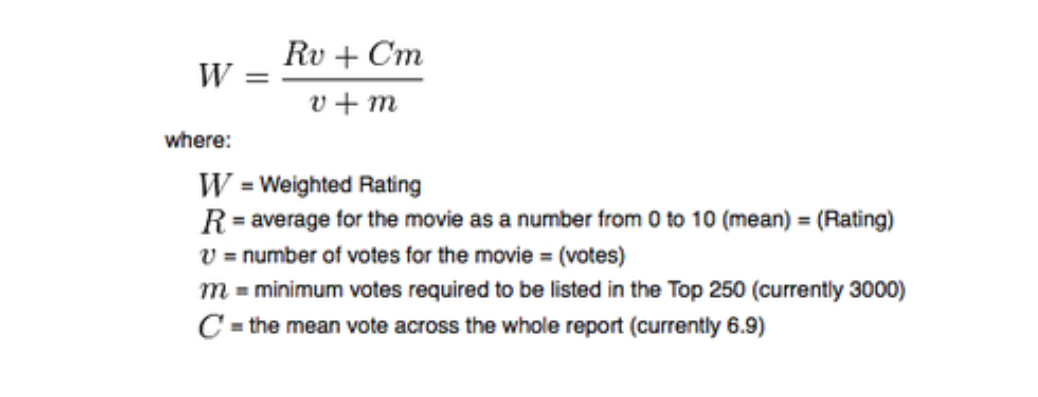 W = \frac{Rv + Cm}{v + m}
where:
W = Weighted Rating
R = average for the movie as a number from 0 to 10 (mean) = (Rating)
v = number of votes for the movie = (votes)
m = minimum votes required to be listed in the Top 250 (currently 3000)
C = the mean vote across the whole report (currently 6.9)